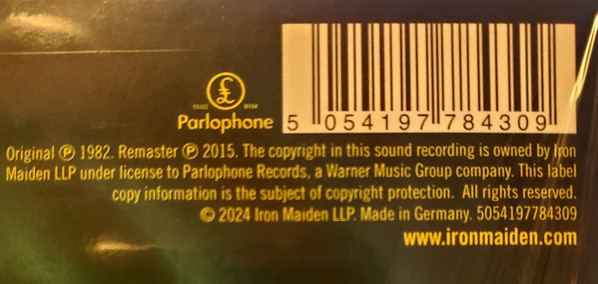 TRADE MARK
Parlophone
5 054197 784309
Original ℗ 1982. Remaster ℗ 2015. The copyright in this sound recording is owned by Iron
Maiden LLP under license to Parlophone Records, a Warner Music Group company. This label
copy information is the subject of copyright protection. All rights reserved.
© 2024 Iron Maiden LLP. Made in Germany. 5054197784309
www.ironmaiden.com